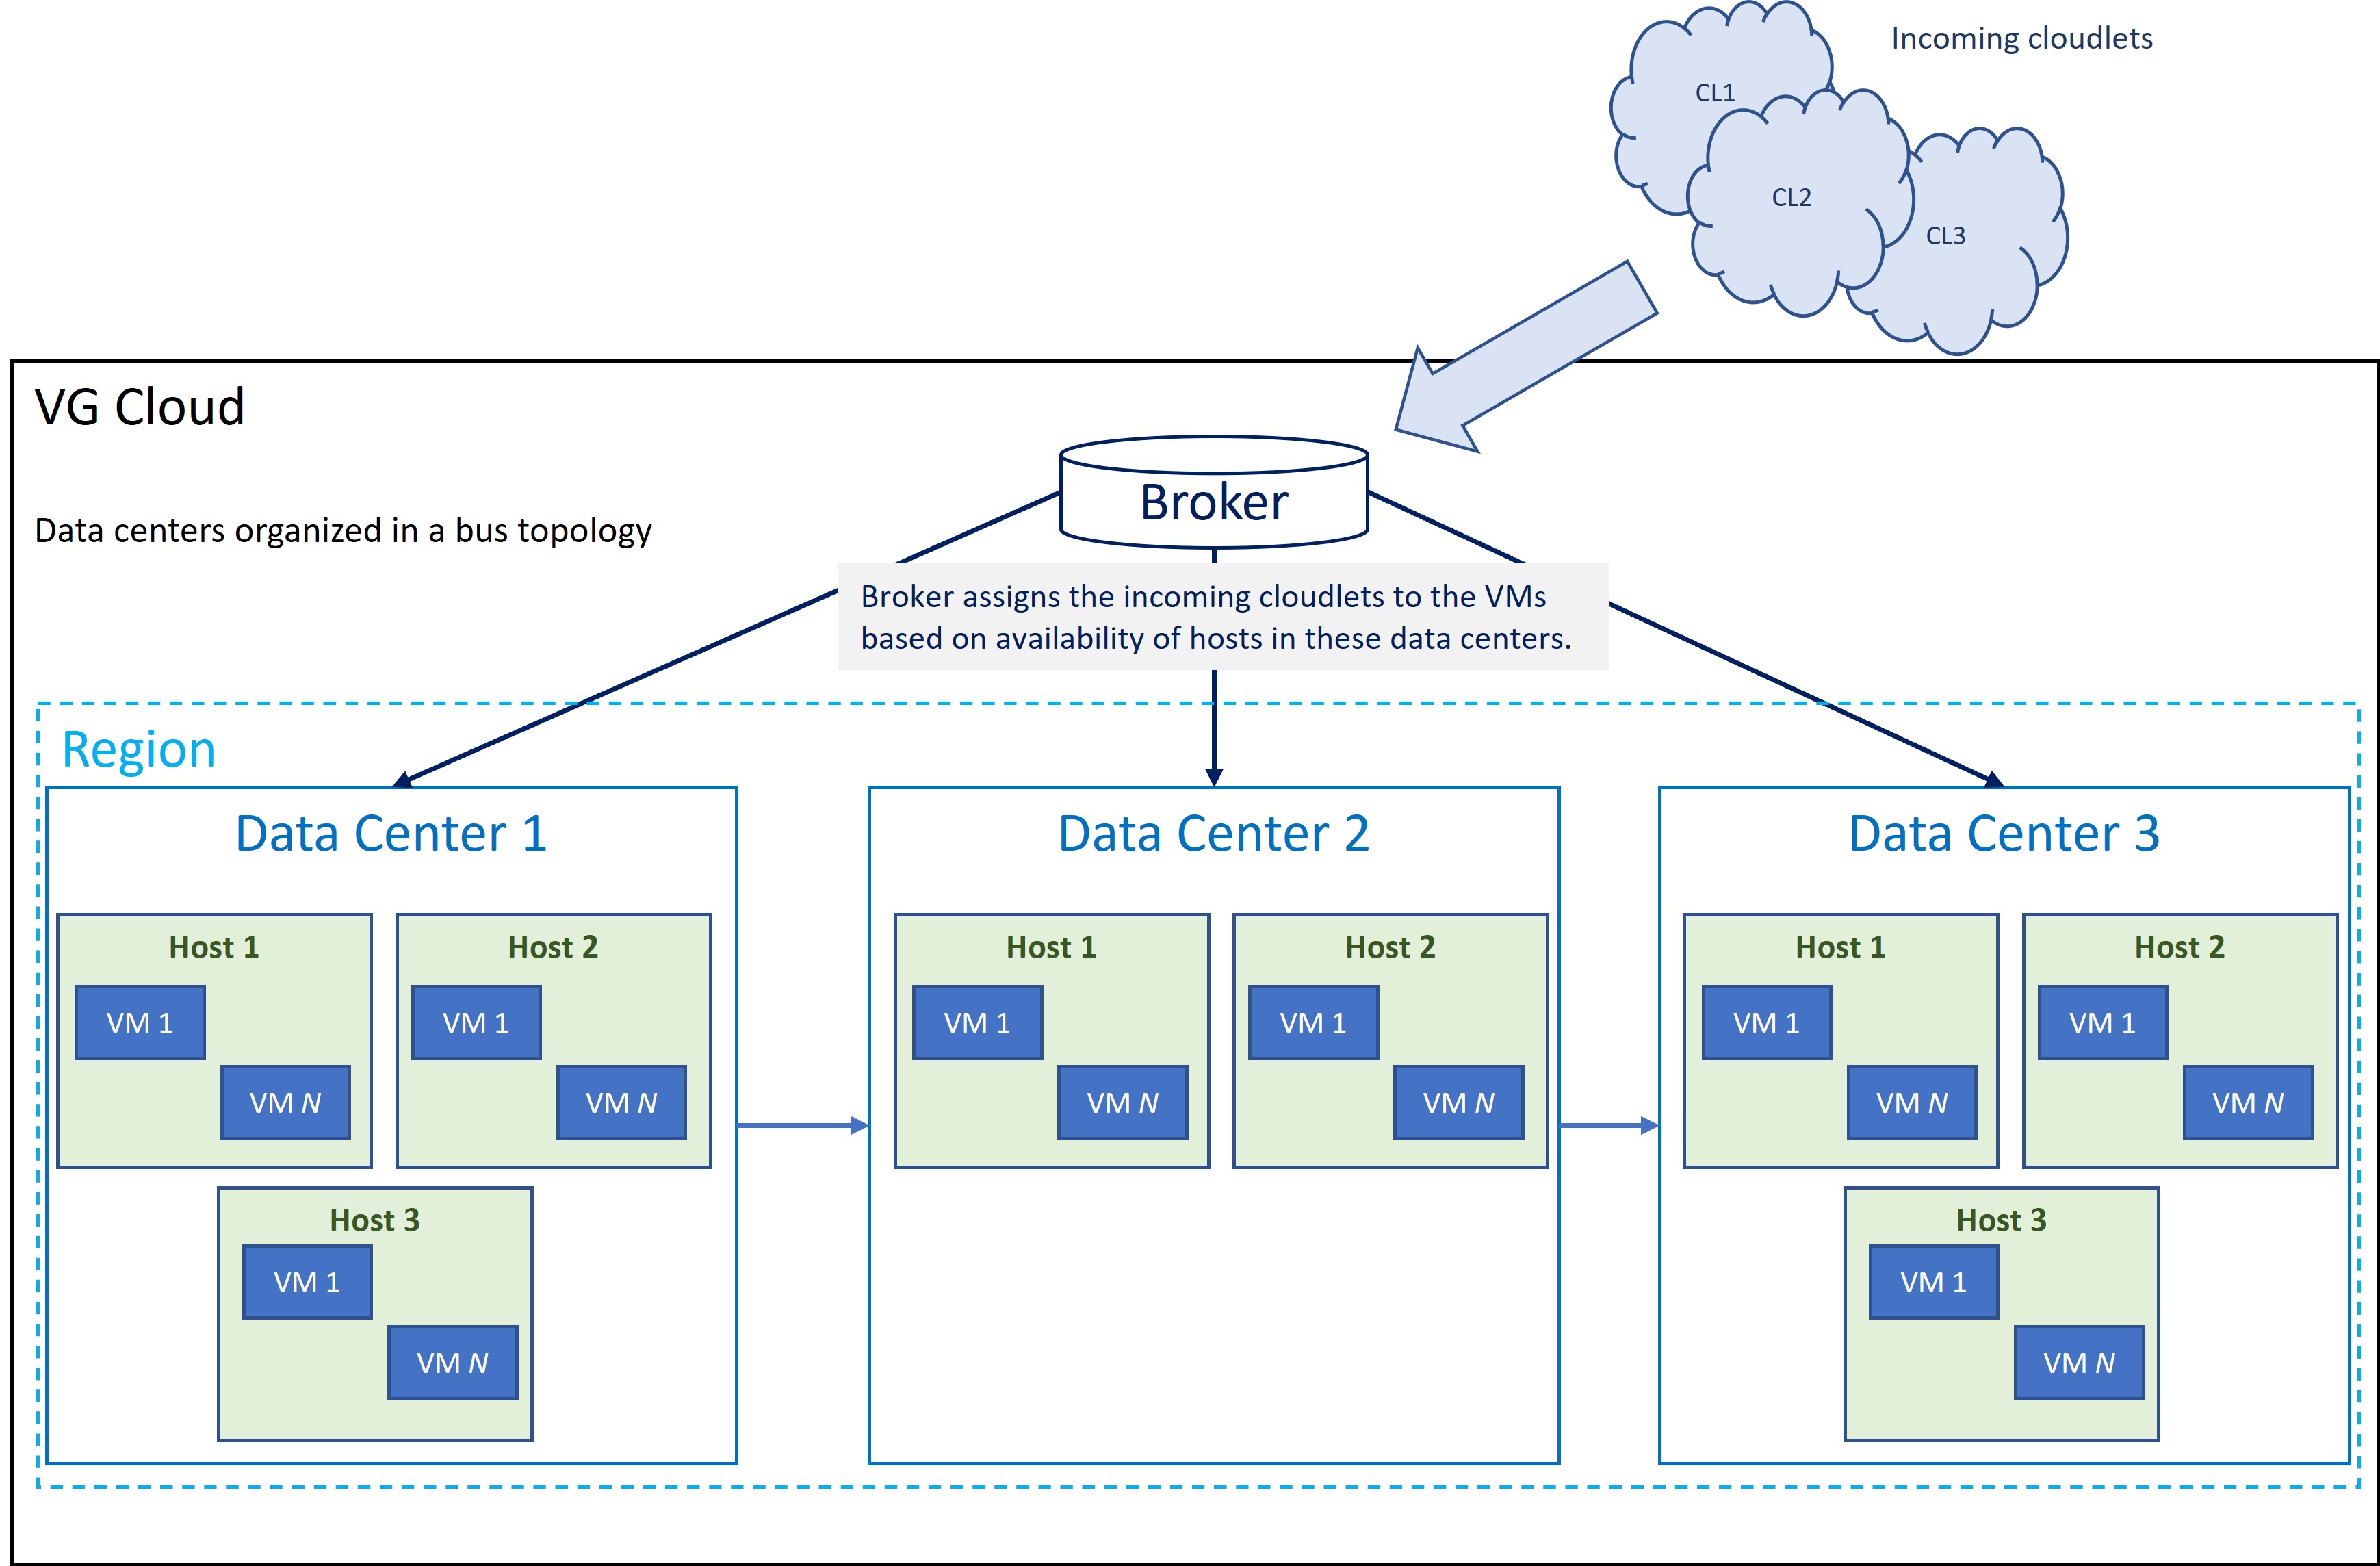 Incoming cloudlets
CL1
CL2
CL3
VG Cloud
Data centers organized in a bus topology
Broker
Broker assigns the incoming cloudlets to the VMs
based on availability of hosts in these data centers.
Region
Data Center 1
Host 1
VM 1
VM N
Host 2
VM 1
VM N
Host 3
VM 1
VM N
Data Center 2
Host 1
VM 1
VM N
Host 2
VM 1
VM N
Data Center 3
Host 1
VM 1
VM N
Host 2
VM 1
VM N
Host 3
VM 1
VM N